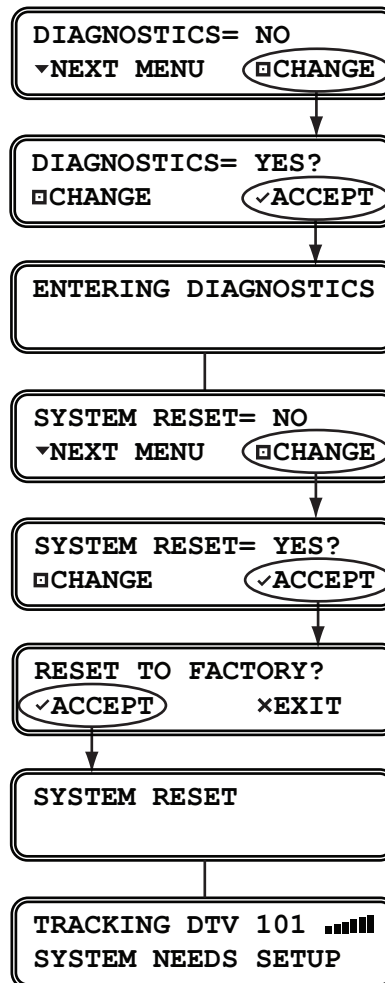 DIAGNOSTICS= NO
▾NEXT MENU ⊡CHANGE
DIAGNOSTICS= YES?
⊡CHANGE ✓ACCEPT
ENTERING DIAGNOSTICS
SYSTEM RESET= NO
▾NEXT MENU ⊡CHANGE
SYSTEM RESET= YES?
⊡CHANGE ✓ACCEPT
RESET TO FACTORY?
✓ACCEPT ×EXIT
SYSTEM RESET
TRACKING DTV 101
SYSTEM NEEDS SETUP